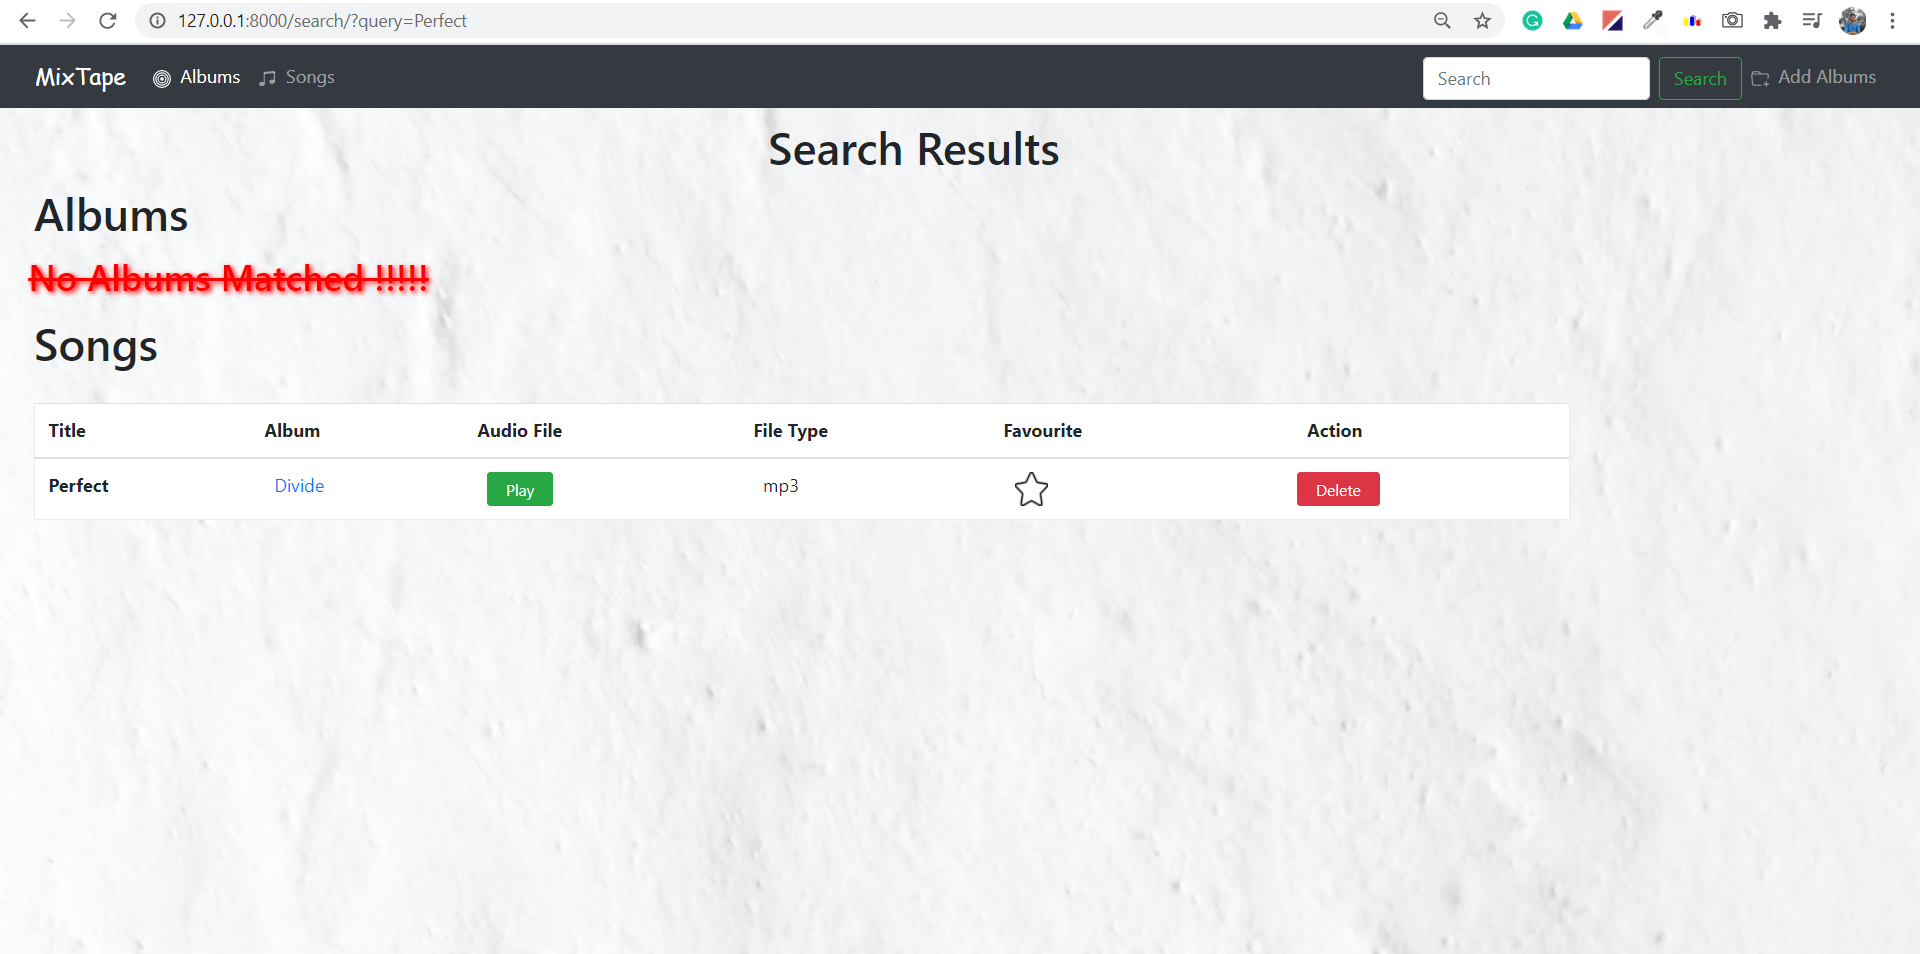 127.0.0.1:8000/search/?query=Perfect
MixTape Albums Songs Search Search Add Albums
Search Results
Albums
No Albums Matched !!!!!
Songs
Title Album Audio File File Type Favourite Action
Perfect Divide Play mp3 Delete